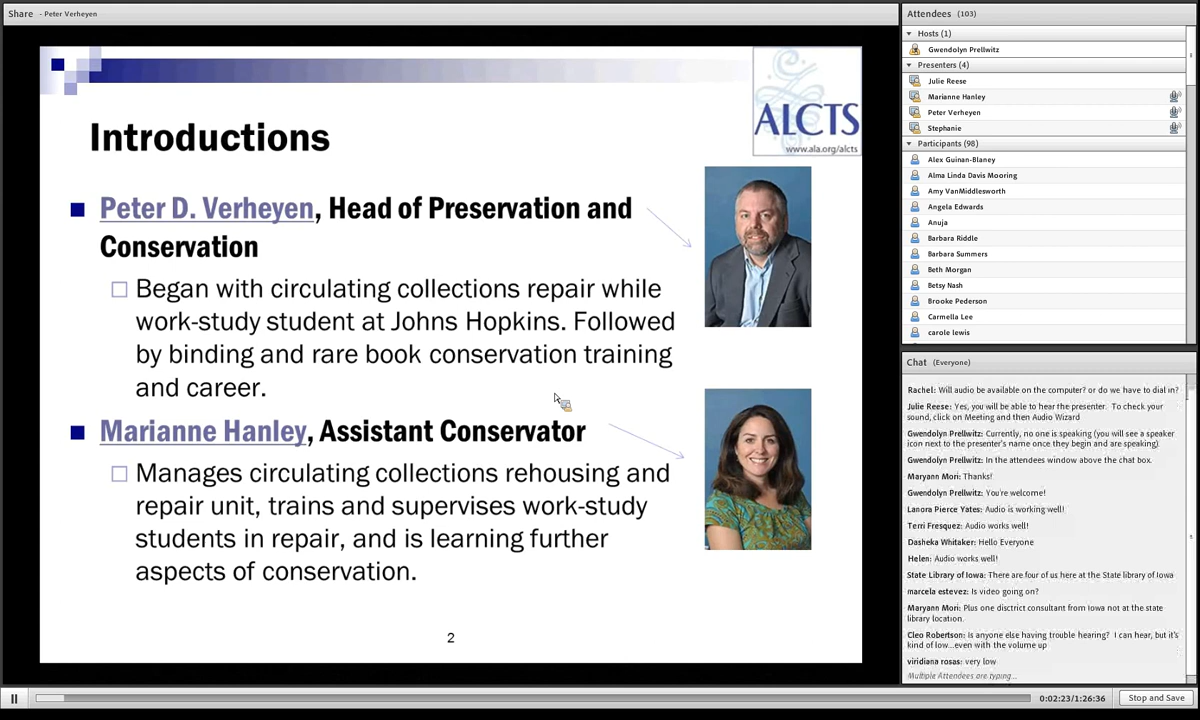 Share - Peter Verheyen
ALCTS
www.ala.org/alcts
Introductions
Peter D. Verheyen, Head of Preservation and
Conservation
Began with circulating collections repair while
work-study student at Johns Hopkins. Followed
by binding and rare book conservation training
and career.
Marianne Hanley, Assistant Conservator
Manages circulating collections rehousing and
repair unit, trains and supervises work-study
students in repair, and is learning further
aspects of conservation.
2
Attendees (103)
Hosts (1)
Gwendolyn Prellwitz
Presenters (4)
Julie Reese
Marianne Hanley
Peter Verheyen
Stephanie
Participants (98)
Alex Guinan-Blaney
Alma Linda Davis Mooring
Amy VanMiddlesworth
Angela Edwards
Anuja
Barbara Riddle
Barbara Summers
Beth Morgan
Betsy Nash
Brooke Pederson
Carmella Lee
carole lewis
Chat (Everyone)
Rachel: Will audio be available on the computer? or do we have to dial in?
Julie Reese: Yes, you will be able to hear the presenter. To check your
sound, click on Meeting and then Audio Wizard
Gwendolyn Prellwitz: Currently, no one is speaking (you will see a speaker
icon next to the presenter's name once they begin and are speaking)
Gwendolyn Prellwitz: In the attendees window above the chat box.
Maryann Mori: Thanks!
Gwendolyn Prellwitz: You're welcome!
Lanora Pierce Yates: Audio is working well!
Terri Fresquez: Audio works well!
Dasheka Whitaker: Hello Everyone
Helen: Audio works well!
State Library of Iowa: There are four of us here at the State library of Iowa
marcela estevez: Is video going on?
Maryann Mori: Plus one disctrict consultant from Iowa not at the state
library location.
Cleo Robertson: Is anyone else having trouble hearing? I can hear, but it's
kind of low...even with the volume up
viridiana rosas: very low
Multiple Attendees are typing...
0:02:23/1:26:36
Stop and Save